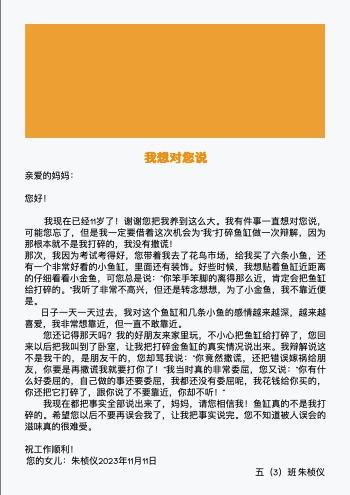 我想对您说
亲爱的妈妈：
您好！
我现在已经11岁了！谢谢您把我养到这么大。我有件事一直想对您说，
可能您忘了，但是我一定要借着这次机会为"我"打碎鱼缸做一次辩解，因为
那根本就不是我打碎的，我没有撒谎！
那次，我因为考试考得好，您带着我去了花鸟市场，给我买了六条小鱼，还
有一个非常好看的小鱼缸，里面还有装饰。好些时候，我想贴着鱼缸近距离
的仔细看看小金鱼，可您总是说："你笨手笨脚的离得那么近，肯定会把鱼缸
给打碎的。"我听了非常不高兴，但还是转念想想，为了小金鱼，我不靠近便
是。
日子一天一天过去，我对这个鱼缸和几条小鱼的感情越来越深，越来越
喜爱，我非常想靠近，但一直不敢靠近。
您还记得那天吗？我的好朋友来家里玩，不小心把鱼缸给打碎了，您回
来以后把我叫到了卧室，让我把打碎金鱼缸的真实情况说出来。我辩解说这
不是我干的，是朋友干的，您却骂我说："你竟然撒谎，还把错误嫁祸给朋
友，你要是再撒谎我就要打你了！"我当时真的非常委屈，您又说："你有什
么好委屈的，自己做的事还要委屈，我都还没有委屈呢，我花钱给你买的，
你还把它打碎了，跟你说了不要靠近，你却不听！"
我现在都把事实全部说出来了，妈妈，请您相信我！鱼缸真的不是我打
碎的。希望您以后不要再误会我了，让我把事实说完。您不知道被人误会的
滋味真的很难受。
祝工作顺利！
您的女儿：朱桢仪2023年11月11日
五（3）班 朱桢仪